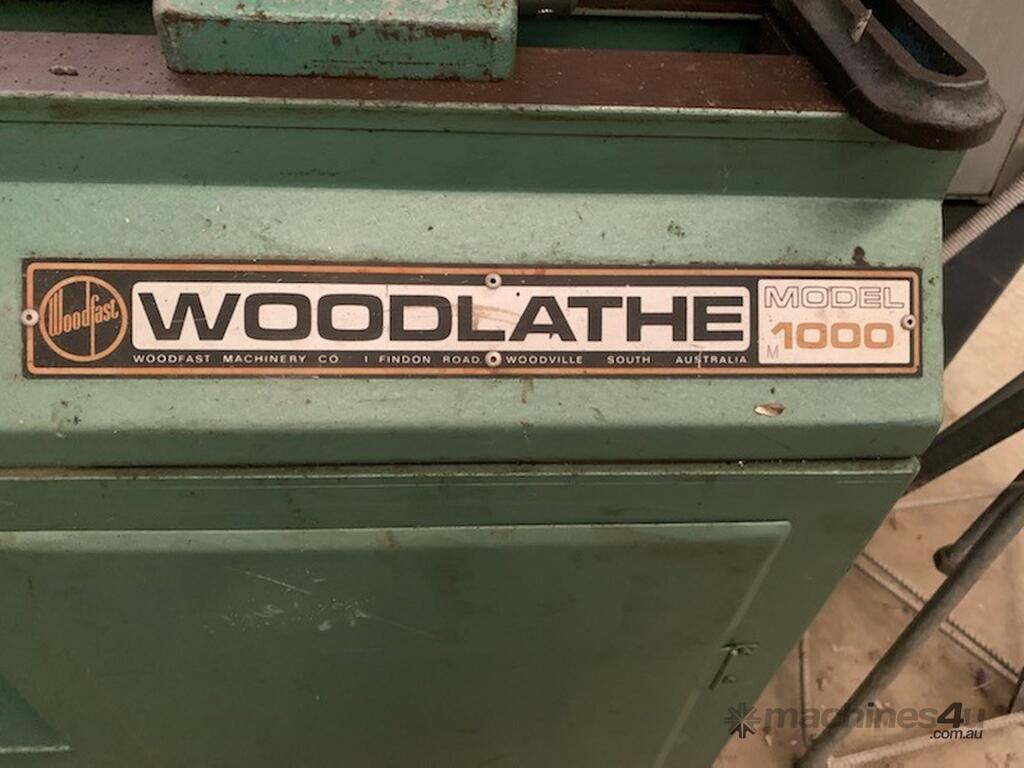 Woodfast
WOODLATHE
MODEL
M 1000
WOODFAST MACHINERY CO. 1 FINDON ROAD, WOODVILLE SOUTH AUSTRALIA
machines4u
.com.au